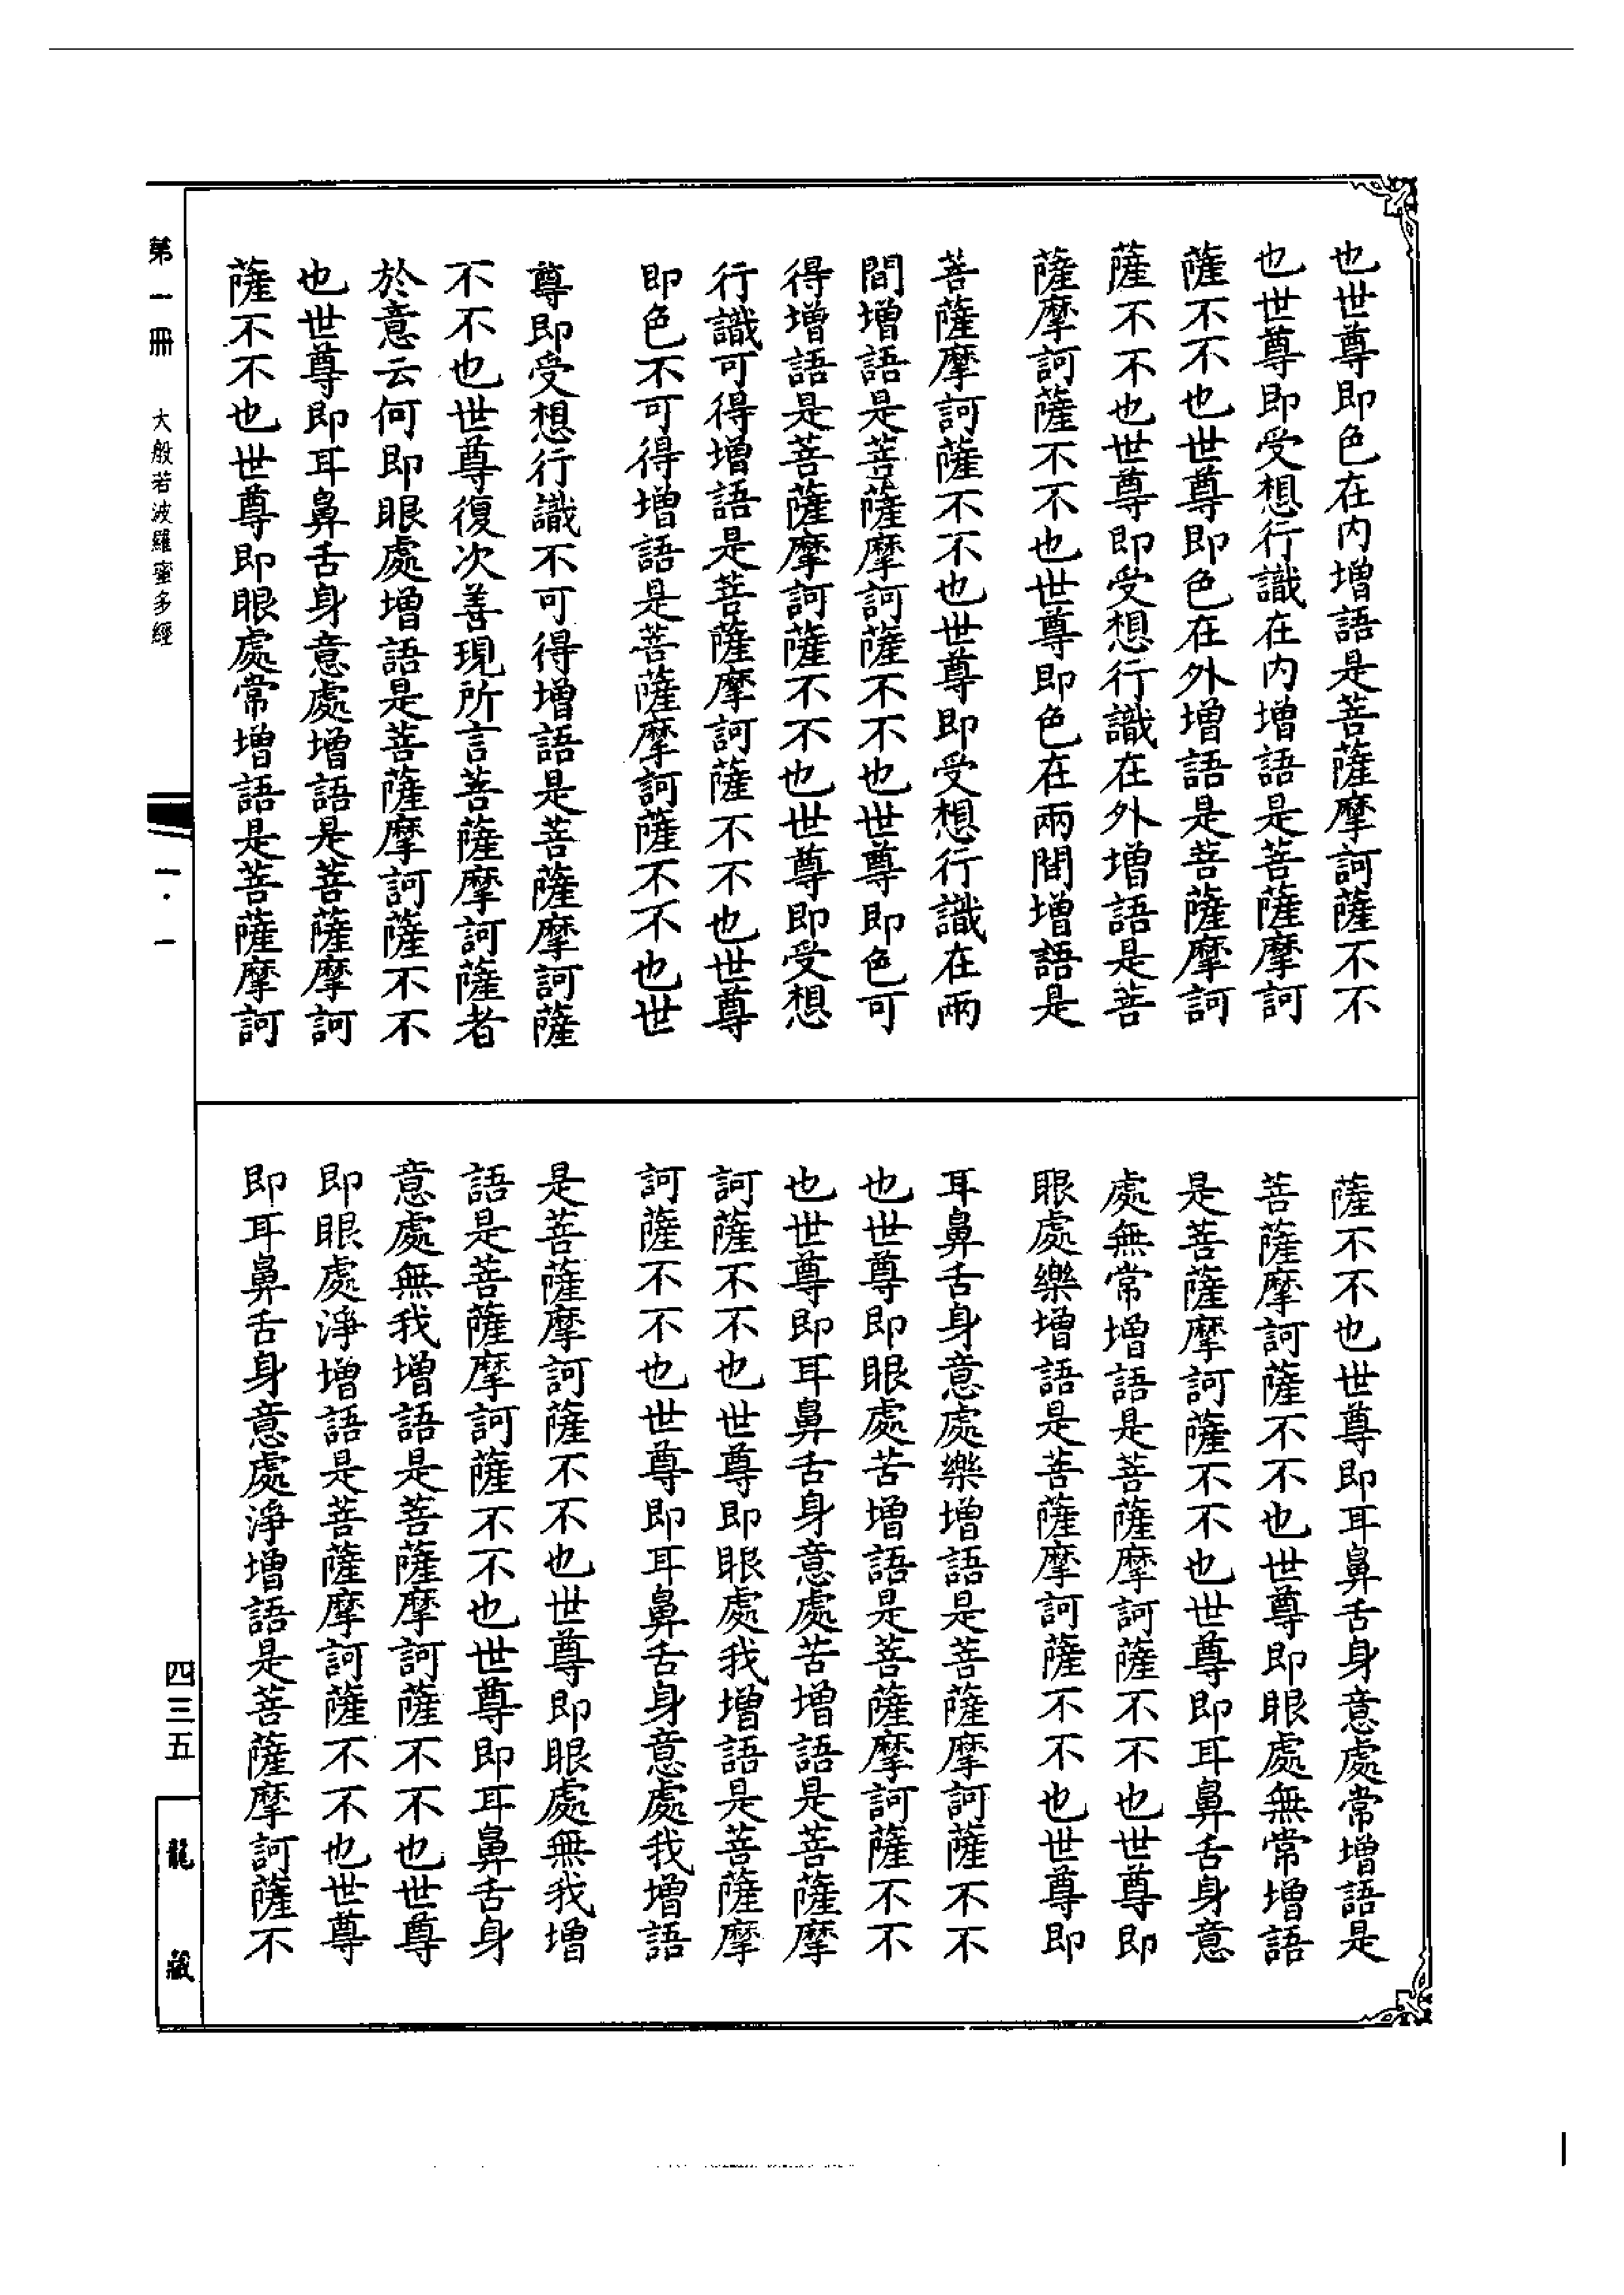 也世尊即色在内增語是菩薩摩訶薩不不
也世尊即受想行識在内增語是菩薩摩訶
薩不不也世尊即色在外增語是菩薩摩訶
薩不不也世尊即受想行識在外增語是菩
薩摩訶薩不不也世尊即色在兩間增語是
菩薩摩訶薩不不也世尊即受想行識在兩
間增語是菩薩摩訶薩不不也世尊即色可
得增語是菩薩摩訶薩不不也世尊即受想
行識可得增語是菩薩摩訶薩不不也世尊
即色不可得增語是菩薩摩訶薩不不也世
尊即受想行識不可得增語是菩薩摩訶薩
不不也世尊復次善現所言菩薩摩訶薩者
於意云何即眼處增語是菩薩摩訶薩不不
也世尊即耳鼻舌身意處增語是菩薩摩訶
薩不不也世尊即眼處常增語是菩薩摩訶
薩不不也世尊即耳鼻舌身意處常增語是
菩薩摩訶薩不不也世尊即眼處無常增語
是菩薩摩訶薩不不也世尊即耳鼻舌身意
處無常增語是菩薩摩訶薩不不也世尊即
眼處樂增語是菩薩摩訶薩不不也世尊即
耳鼻舌身意處樂增語是菩薩摩訶薩不不
也世尊即眼處苦增語是菩薩摩訶薩不不
也世尊即耳鼻舌身意處苦增語是菩薩摩
訶薩不不也世尊即眼處我增語是菩薩摩
訶薩不不也世尊即耳鼻舌身意處我增語
是菩薩摩訶薩不不也世尊即眼處無我增
語是菩薩摩訶薩不不也世尊即耳鼻舌身
意處無我增語是菩薩摩訶薩不不也世尊
即眼處淨增語是菩薩摩訶薩不不也世尊
即耳鼻舌身意處淨增語是菩薩摩訶薩不
第一冊 大般若波羅蜜多經 一·一
四三五
龍藏